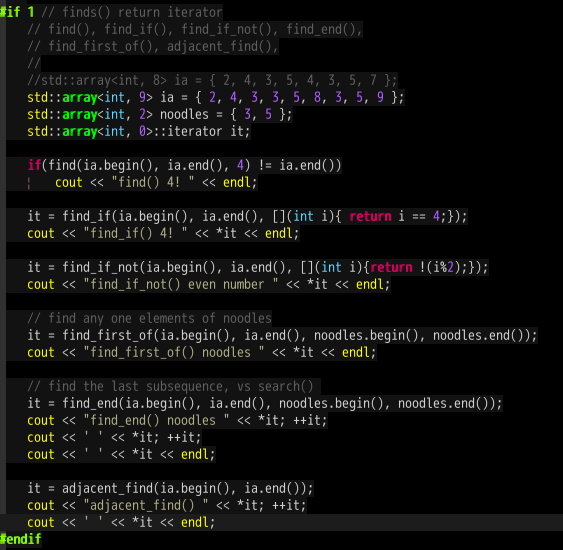 #if 1 // finds() return iterator
    // find(), find_if(), find_if_not(), find_end(),
    // find_first_of(), adjacent_find(),
    //
    //std::array<int, 8> ia = { 2, 4, 3, 5, 4, 3, 5, 7 };
    std::array<int, 9> ia = { 2, 4, 3, 3, 5, 8, 3, 5, 9 };
    std::array<int, 2> noodles = { 3, 5 };
    std::array<int, 0>::iterator it;

    if(find(ia.begin(), ia.end(), 4) != ia.end())
    ¦   cout << "find() 4! " << endl;

    it = find_if(ia.begin(), ia.end(), [](int i){ return i == 4;});
    cout << "find_if() 4! " << *it << endl;

    it = find_if_not(ia.begin(), ia.end(), [](int i){return !(i%2);});
    cout << "find_if_not() even number " << *it << endl;

    // find any one elements of noodles
    it = find_first_of(ia.begin(), ia.end(), noodles.begin(), noodles.end());
    cout << "find_first_of() noodles " << *it << endl;

    // find the last subsequence, vs search()
    it = find_end(ia.begin(), ia.end(), noodles.begin(), noodles.end());
    cout << "find_end() noodles " << *it; ++it;
    cout << ' ' << *it; ++it;
    cout << ' ' << *it << endl;

    it = adjacent_find(ia.begin(), ia.end());
    cout << "adjacent_find() " << *it; ++it;
    cout << ' ' << *it << endl;
#endif